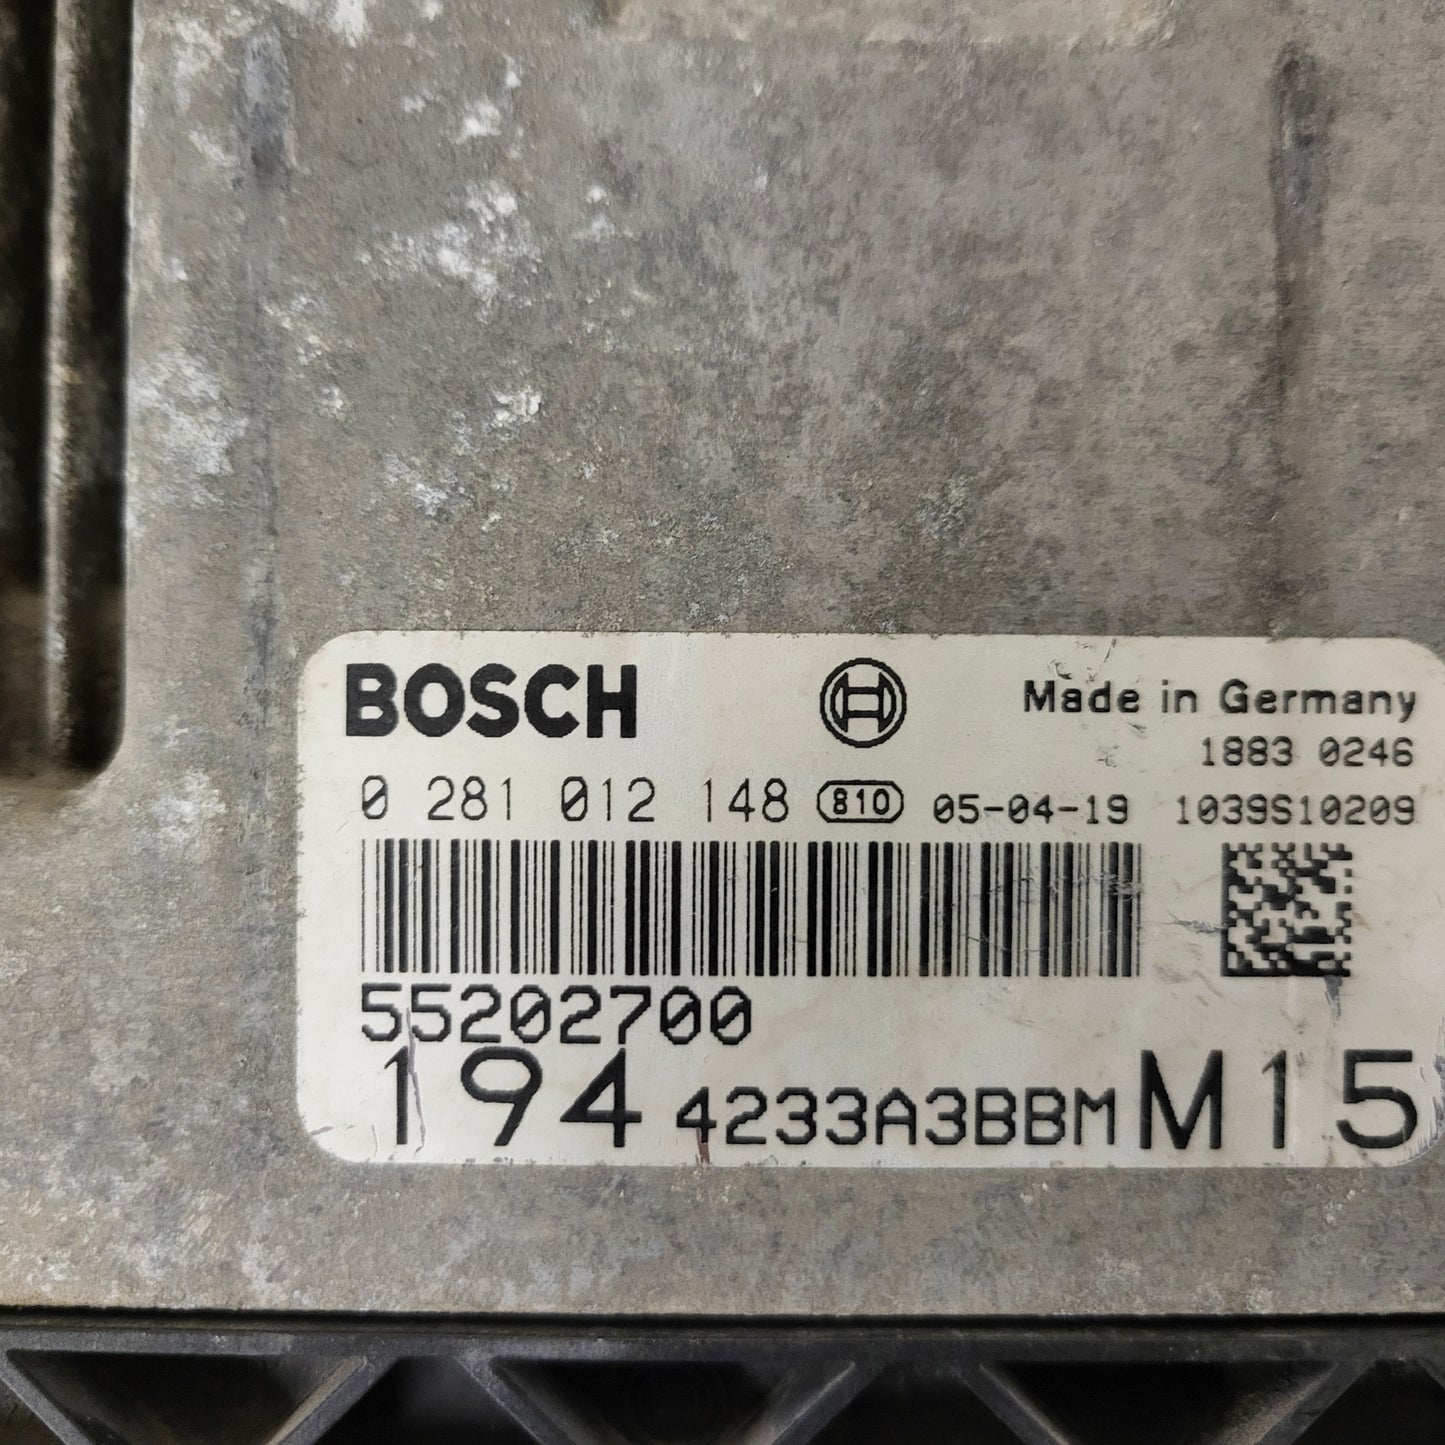 BOSCH Made in Germany
1883 0246
0 281 012 148 810 05-04-19 1039S10209
55202700
194 4233A3BBM M15